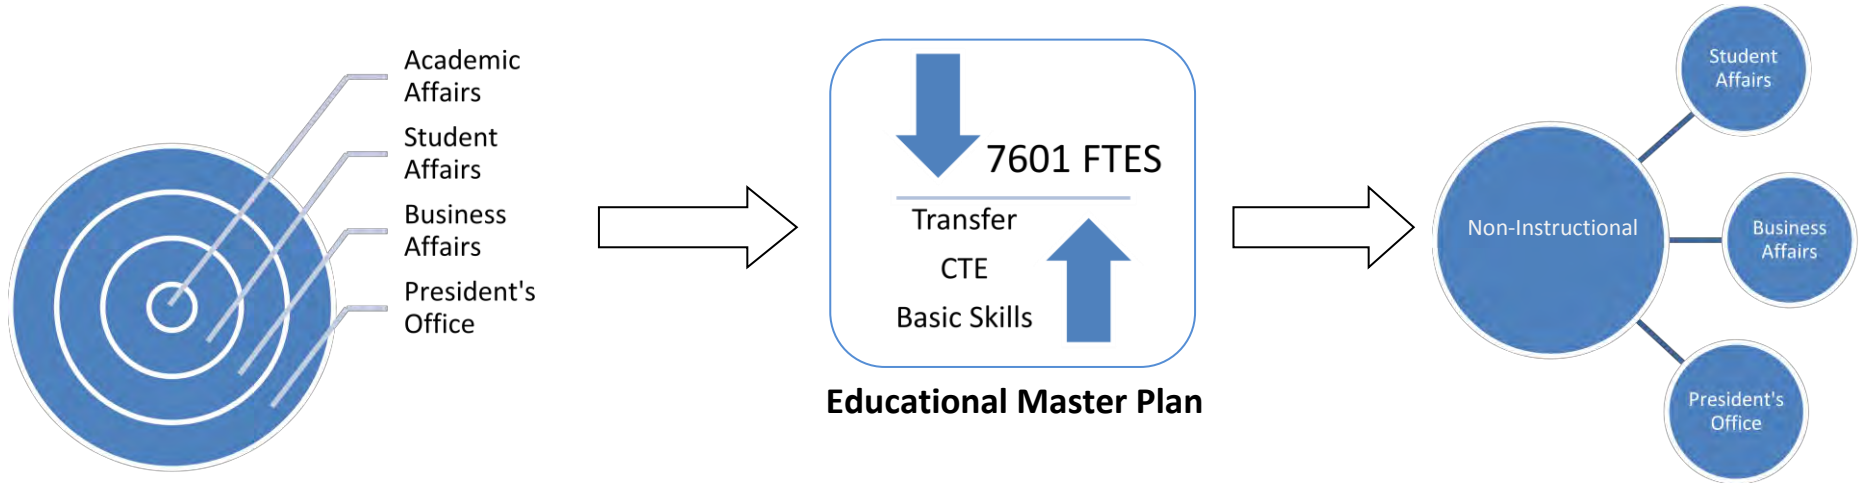 Academic
Affairs
Student
Affairs
Business
Affairs
President's
Office
7601 FTES
Transfer
CTE
Basic Skills
Educational Master Plan
Non-Instructional
Student
Affairs
Business
Affairs
President's
Office